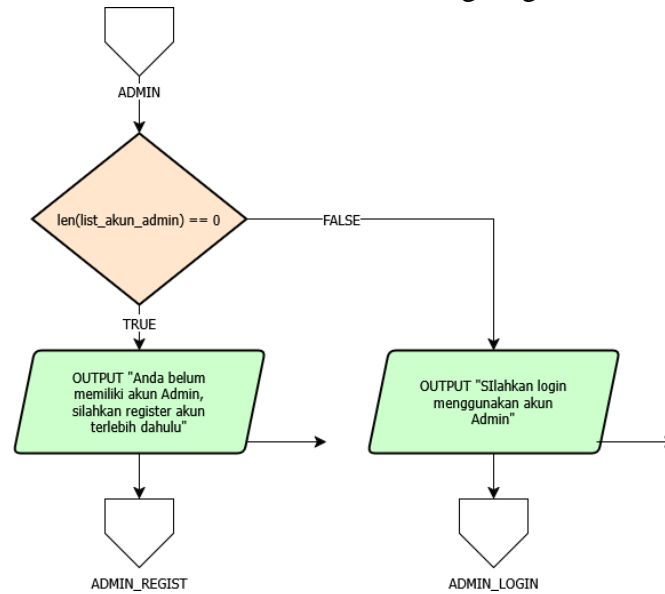 ADMIN
len(list_akun_admin) == 0
FALSE
TRUE
OUTPUT "Anda belum
memiliki akun Admin,
silahkan register akun
terlebih dahulu"
OUTPUT "SIlahkan login
menggunakan akun
Admin"
ADMIN_REGIST
ADMIN_LOGIN